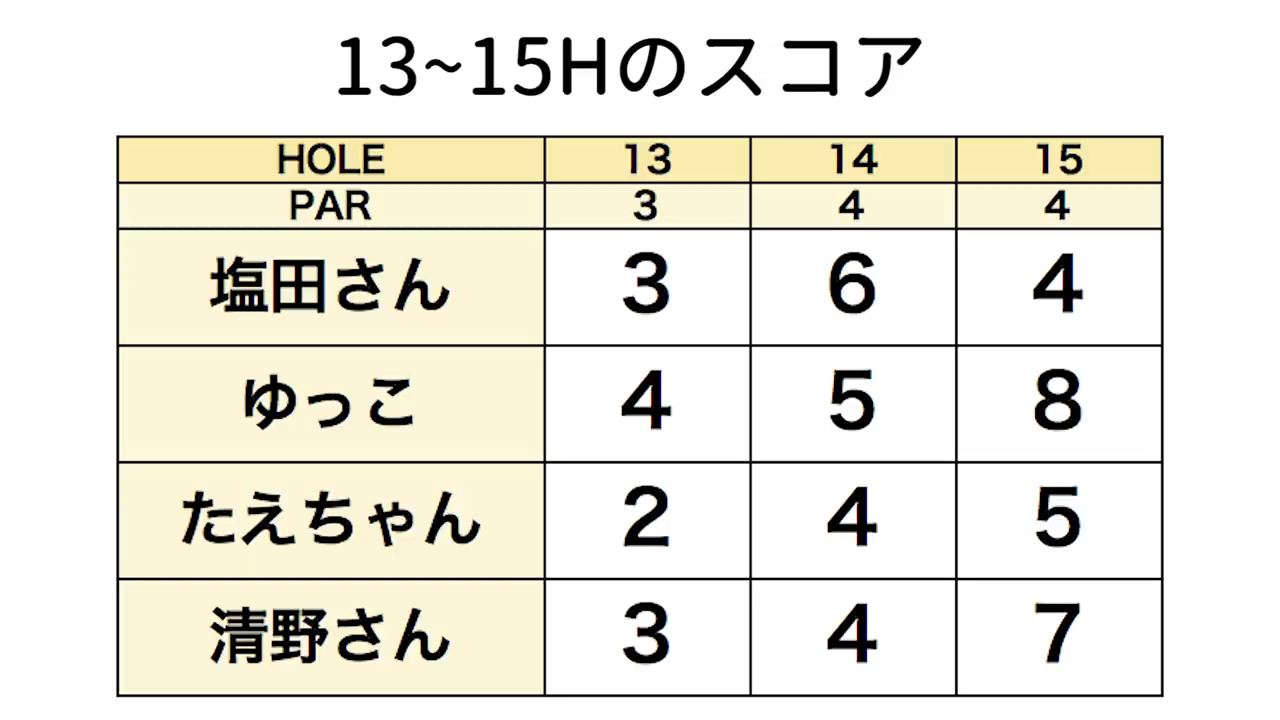 13~15Hのスコア
HOLE 13 14 15
PAR 3 4 4
塩田さん 3 6 4
ゆっこ 4 5 8
たえちゃん 2 4 5
清野さん 3 4 7